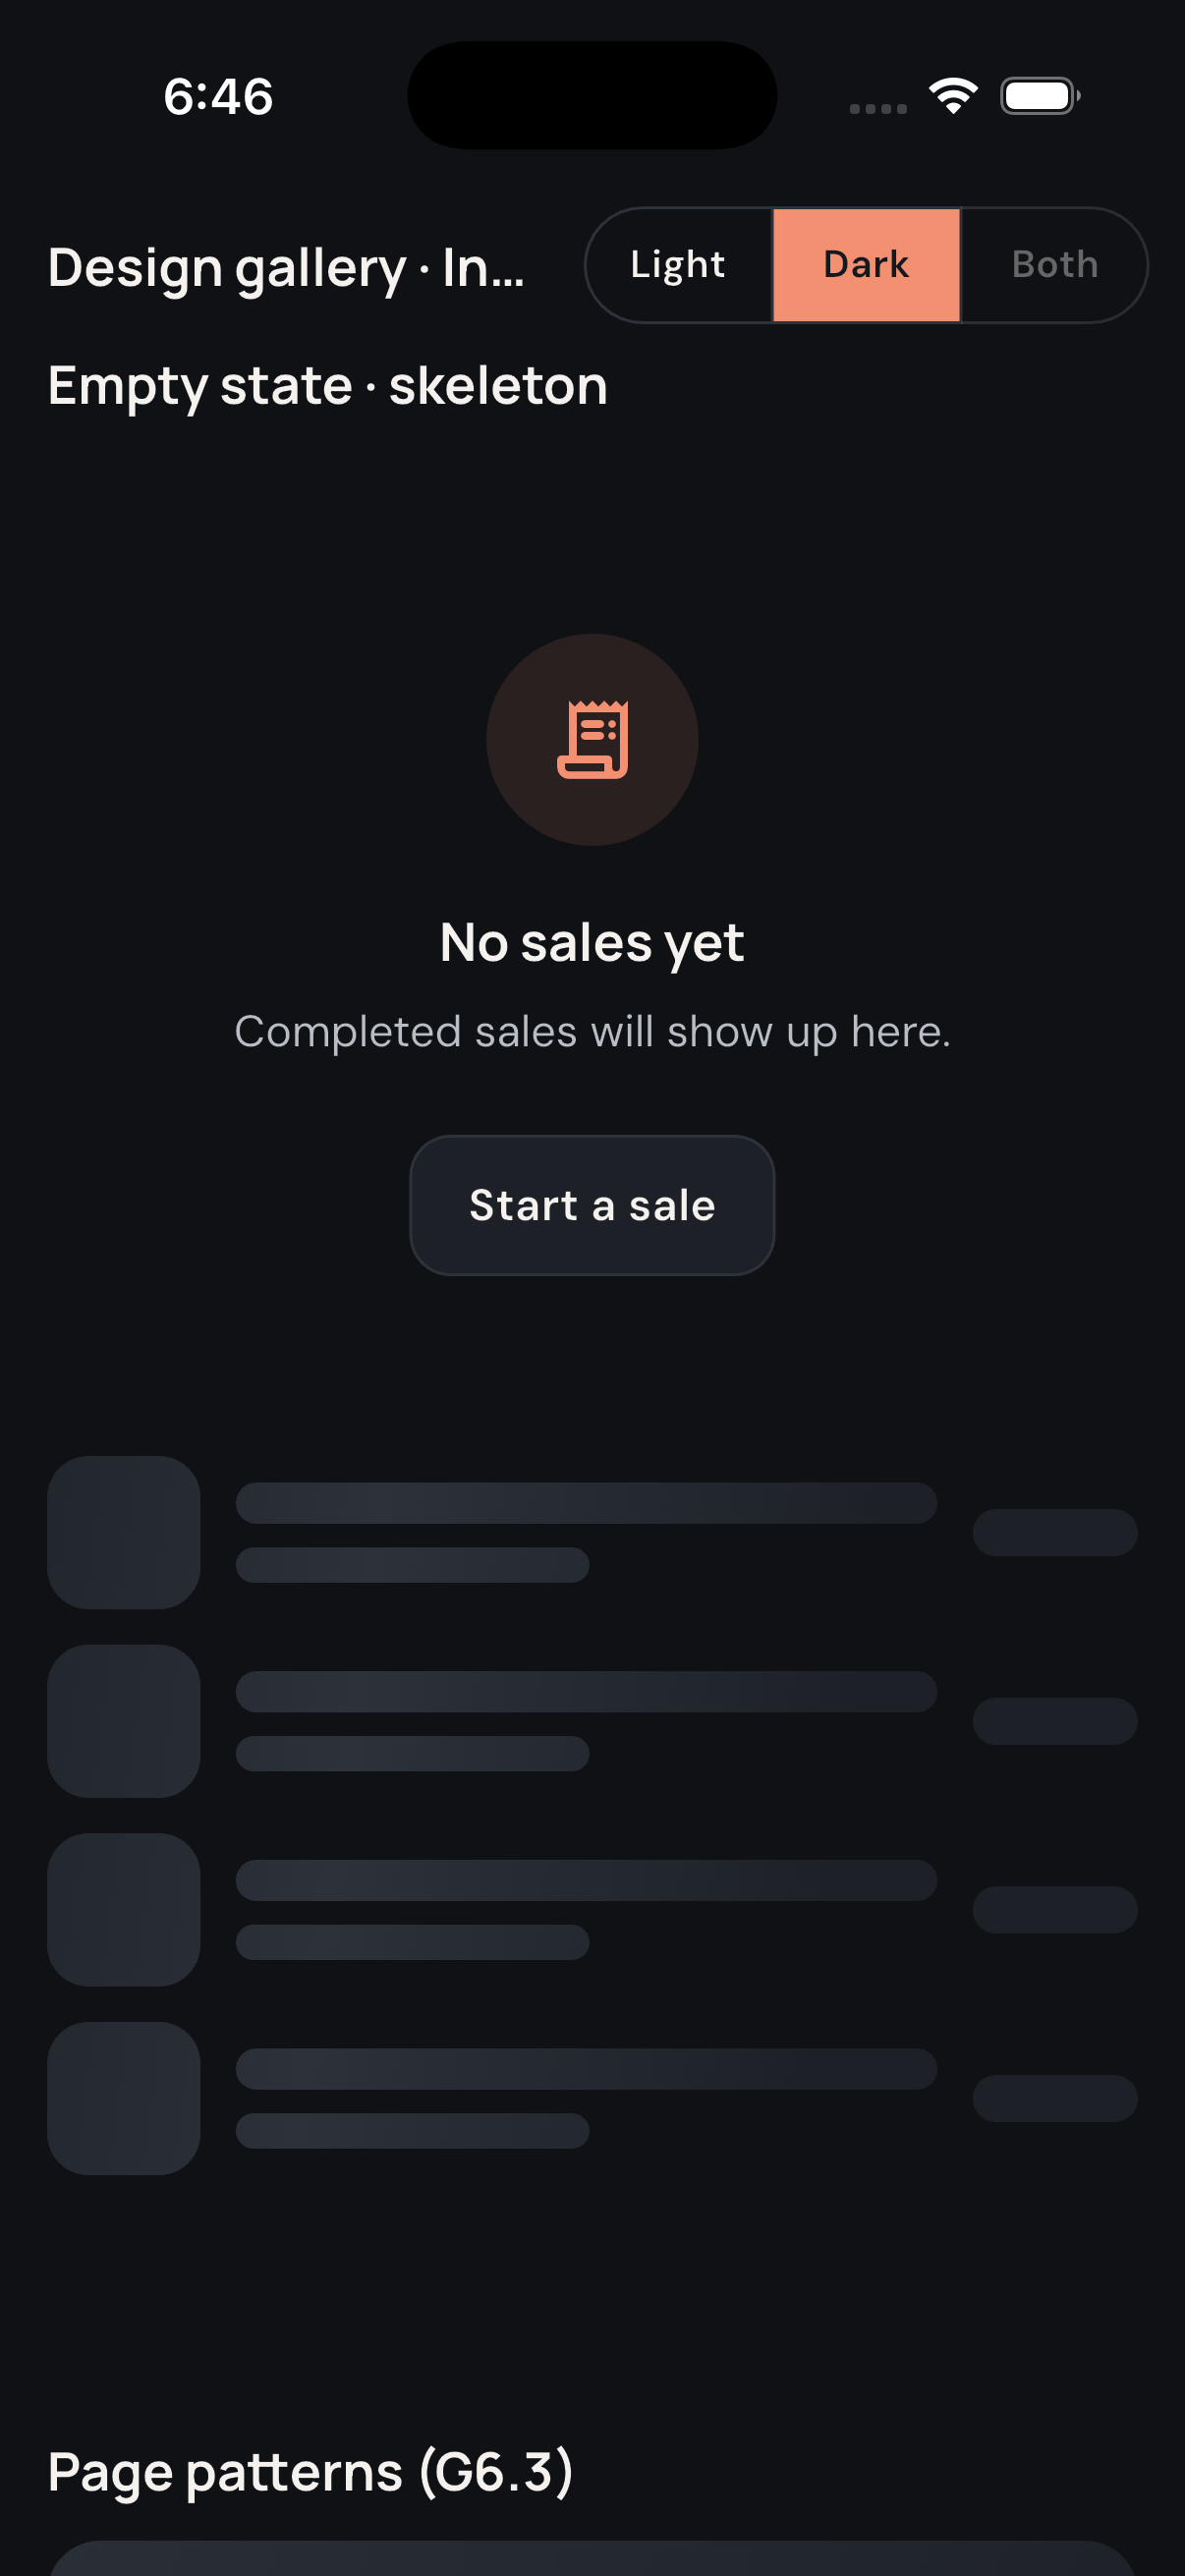 6:46
Design gallery · In...
Light
Dark
Both
Empty state · skeleton
No sales yet
Completed sales will show up here.
Start a sale
Page patterns (G6.3)